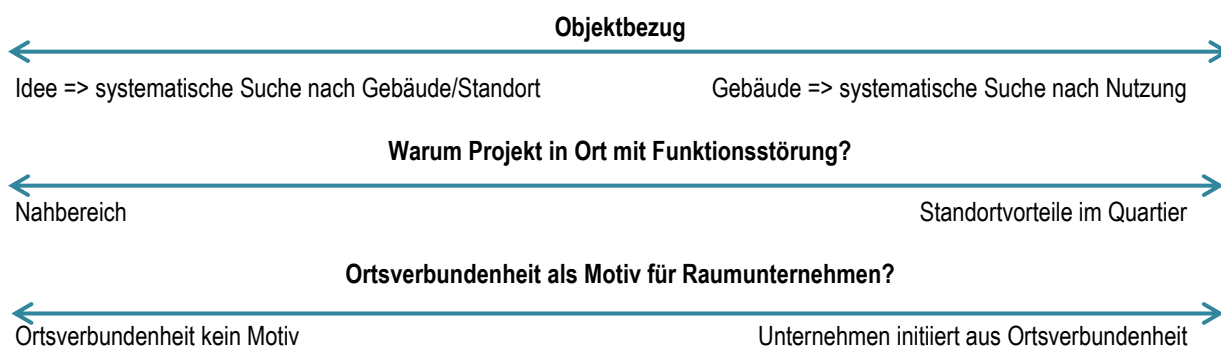 Objektbezug
Idee => systematische Suche nach Gebäude/Standort Gebäude => systematische Suche nach Nutzung
Warum Projekt in Ort mit Funktionsstörung?
Nahbereich Standortvorteile im Quartier
Ortsverbundenheit als Motiv für Raumunternehmen?
Ortsverbundenheit kein Motiv Unternehmen initiiert aus Ortsverbundenheit